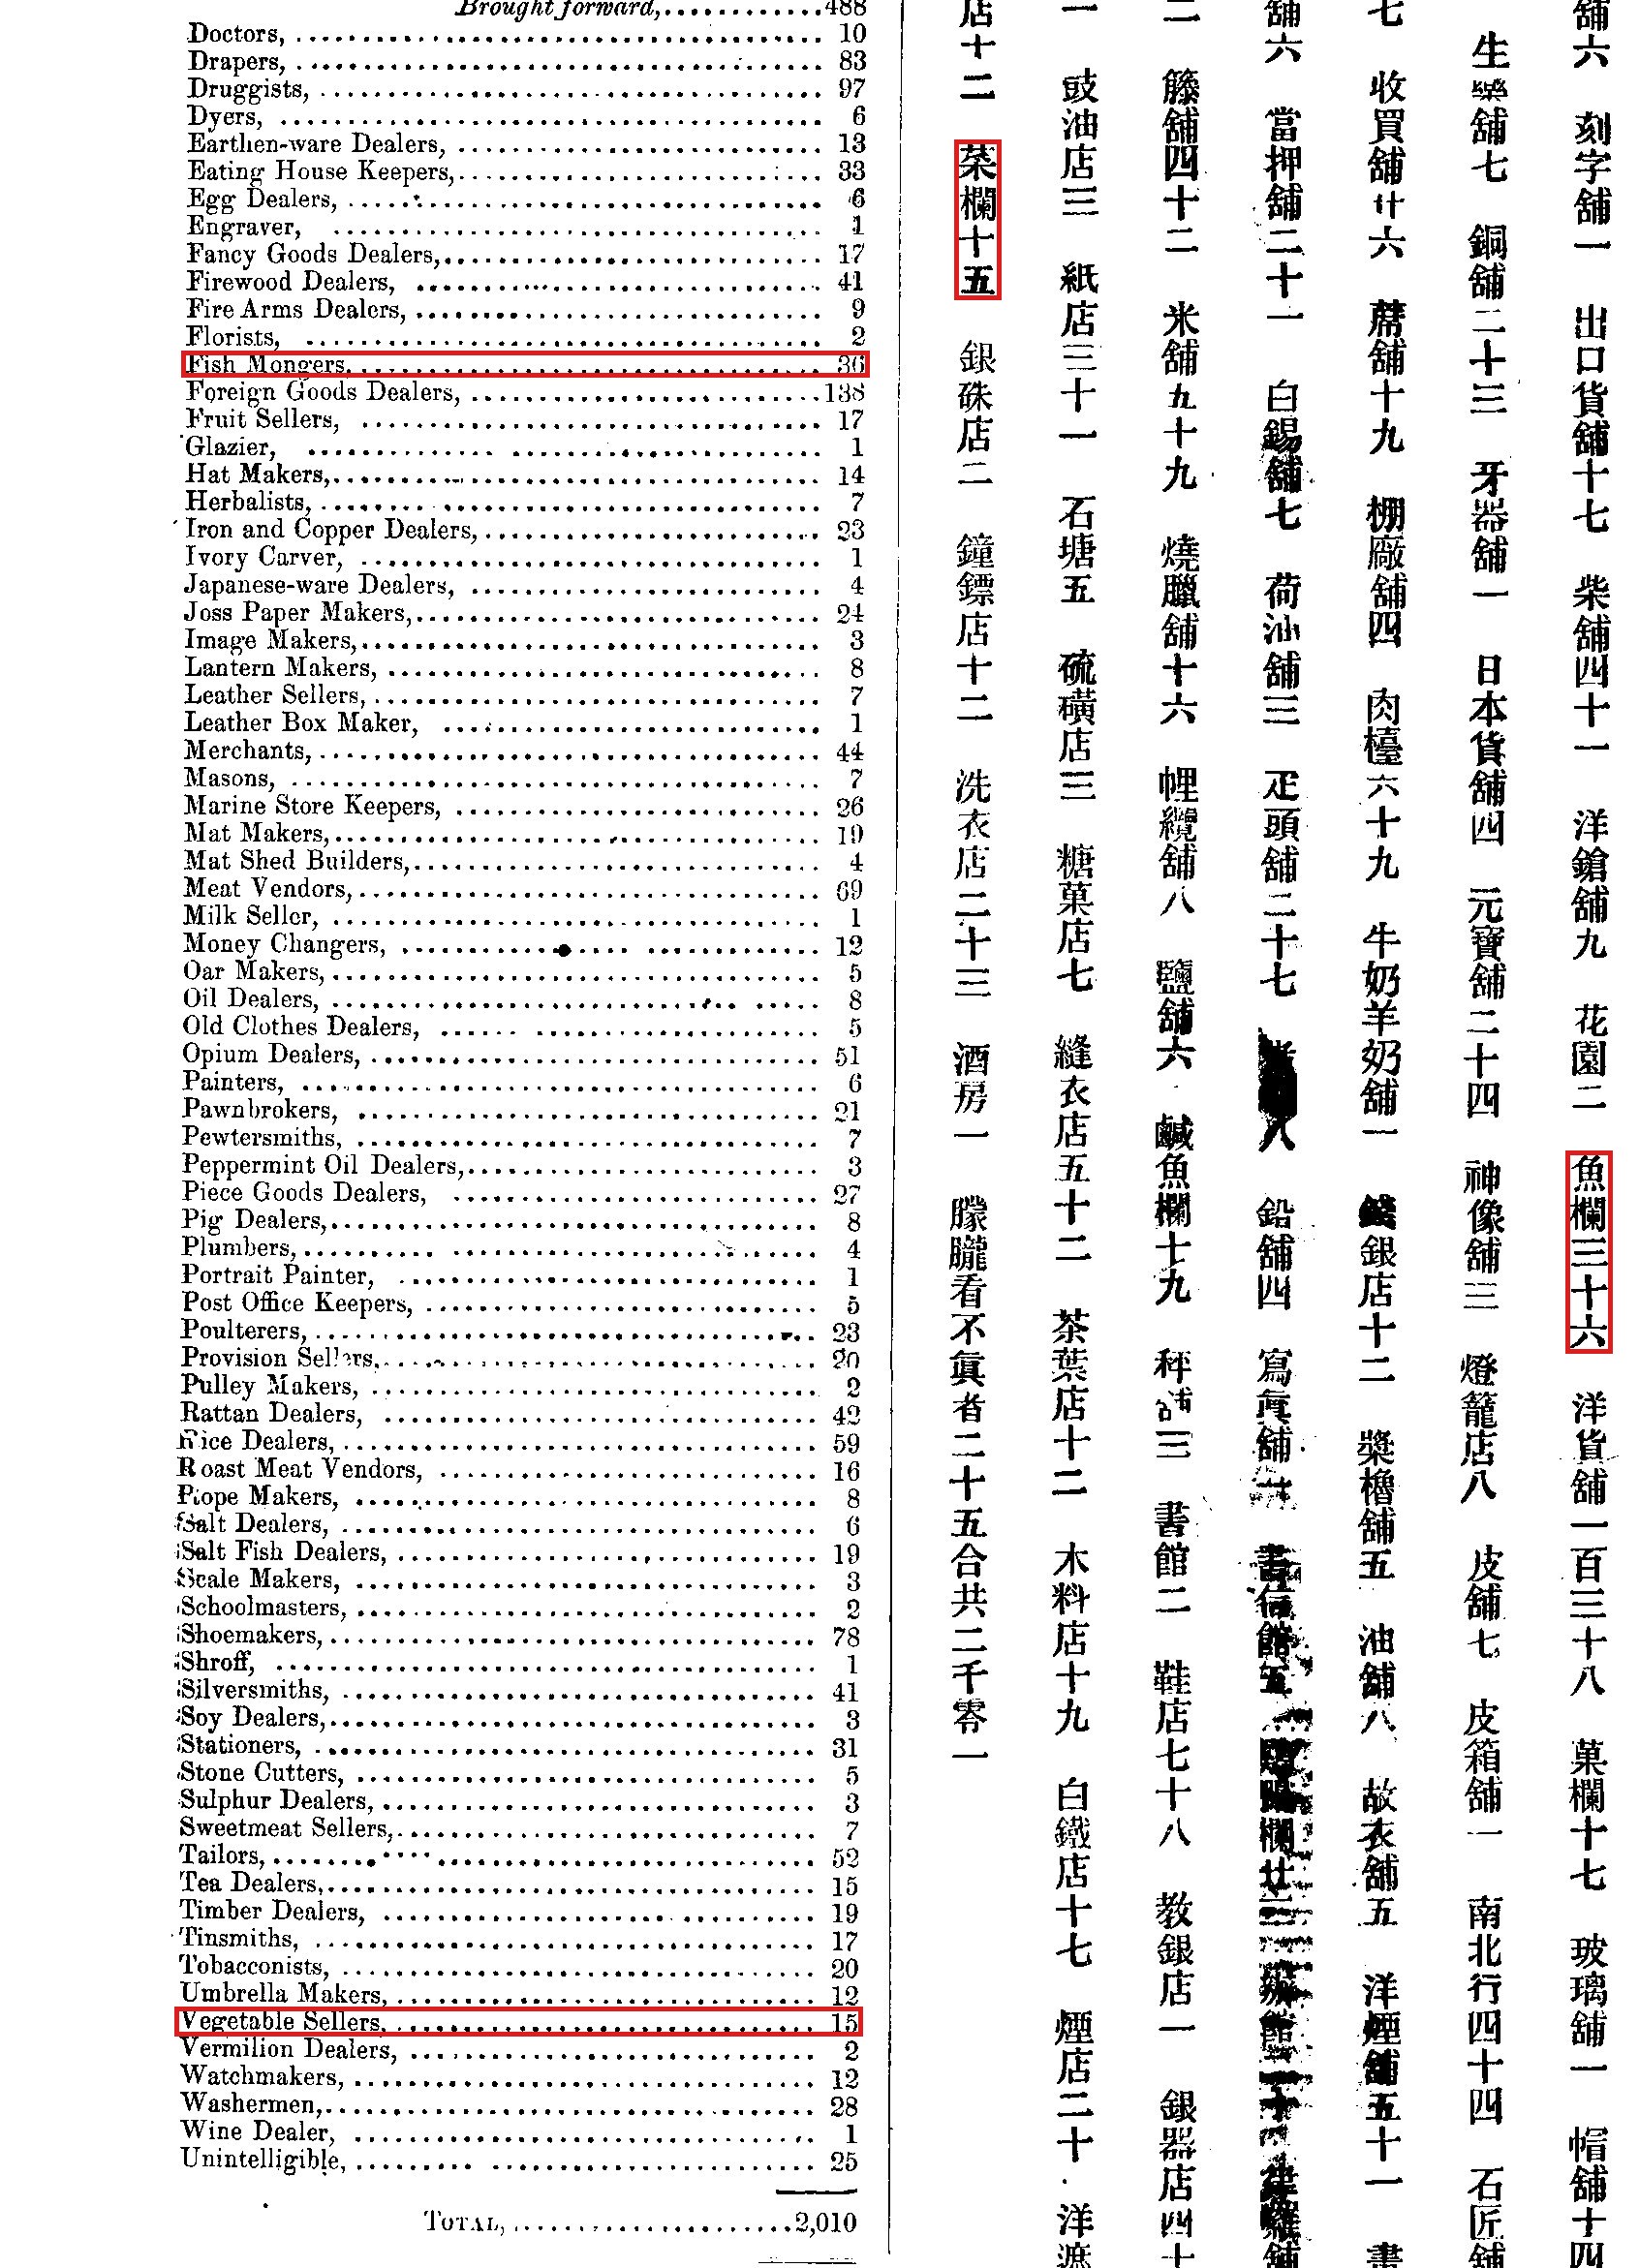 Brought forward, 488
Doctors, 10
Drapers, 83
Druggists, 97
Dyers, 6
Earthen-ware Dealers, 13
Eating House Keepers, 33
Egg Dealers, 6
Engraver, 1
Fancy Goods Dealers, 17
Firewood Dealers, 41
Fire Arms Dealers, 9
Florists, 2
Fish Mongers, 36
Foreign Goods Dealers, 138
Fruit Sellers, 17
Glazier, 1
Hat Makers, 14
Herbalists, 7
Iron and Copper Dealers, 23
Ivory Carver, 1
Japanese-ware Dealers, 4
Joss Paper Makers, 24
Image Makers, 3
Lantern Makers, 8
Leather Sellers, 7
Leather Box Maker, 1
Merchants, 44
Masons, 7
Marine Store Keepers, 26
Mat Makers, 19
Mat Shed Builders, 4
Meat Vendors, 69
Milk Seller, 1
Money Changers, 12
Oar Makers, 5
Oil Dealers, 8
Old Clothes Dealers, 5
Opium Dealers, 51
Painters, 6
Pawnbrokers, 21
Pewtersmiths, 7
Peppermint Oil Dealers, 3
Piece Goods Dealers, 27
Pig Dealers, 8
Plumbers, 4
Portrait Painter, 1
Post Office Keepers, 5
Poulterers, 23
Provision Sellers, 20
Pulley Makers, 2
Rattan Dealers, 42
Rice Dealers, 59
Roast Meat Vendors, 16
Rope Makers, 8
Salt Dealers, 6
Salt Fish Dealers, 19
Scale Makers, 3
Schoolmasters, 2
Shoemakers, 78
Shroff, 1
Silversmiths, 41
Soy Dealers, 3
Stationers, 31
Stone Cutters, 5
Sulphur Dealers, 3
Sweetmeat Sellers, 7
Tailors, 52
Tea Dealers, 15
Timber Dealers, 19
Tinsmiths, 17
Tobacconists, 20
Umbrella Makers, 12
Vegetable Sellers, 15
Vermilion Dealers, 2
Watchmakers, 12
Washermen, 28
Wine Dealer, 1
Unintelligible, 25
TOTAL, 2,010
舖六 刻字舖一 出口貨舖十七 柴舖四十一 洋鎗舖九 花園二 魚欄三十六 洋貨舖一百三十八 菓欄十七 玻璃舖一 帽舖十四
生藥舖七 銅舖二十三 牙器舖一 日本貨舖四 元寶舖二十四 神像舖三 燈籠店八 皮舖七 皮箱舖一 南北行四十四 石匠舖
七 收買舖廿六 蓆舖十九 棚廠舖四 肉檯六十九 牛奶羊奶舖一 銀店十二 槳櫓舖五 油舖八 故衣舖五 洋煙舖五十一 畫
舖六 當押舖二十一 白錫舖七 荷油舖三 疋頭舖二十七 八 鉛舖四 寫眞舖一 書信館五 欄廿三
二 籐舖四十二 米舖五十九 燒臘舖十六 𢃇纜舖八 鹽舖六 鹹魚欄十九 秤舖三 書館二 鞋店七十八 教銀店一 銀器店四十
一 豉油店三 紙店三十一 石塘五 硫磺店三 糖菓店七 縫衣店五十二 茶葉店十二 木料店十九 白鐵店十七 煙店二十 洋遮
店十二 菜欄十五 銀硃店二 鐘鏢店十二 洗衣店二十三 酒房一 朦朧看不眞者二十五合共二千零一